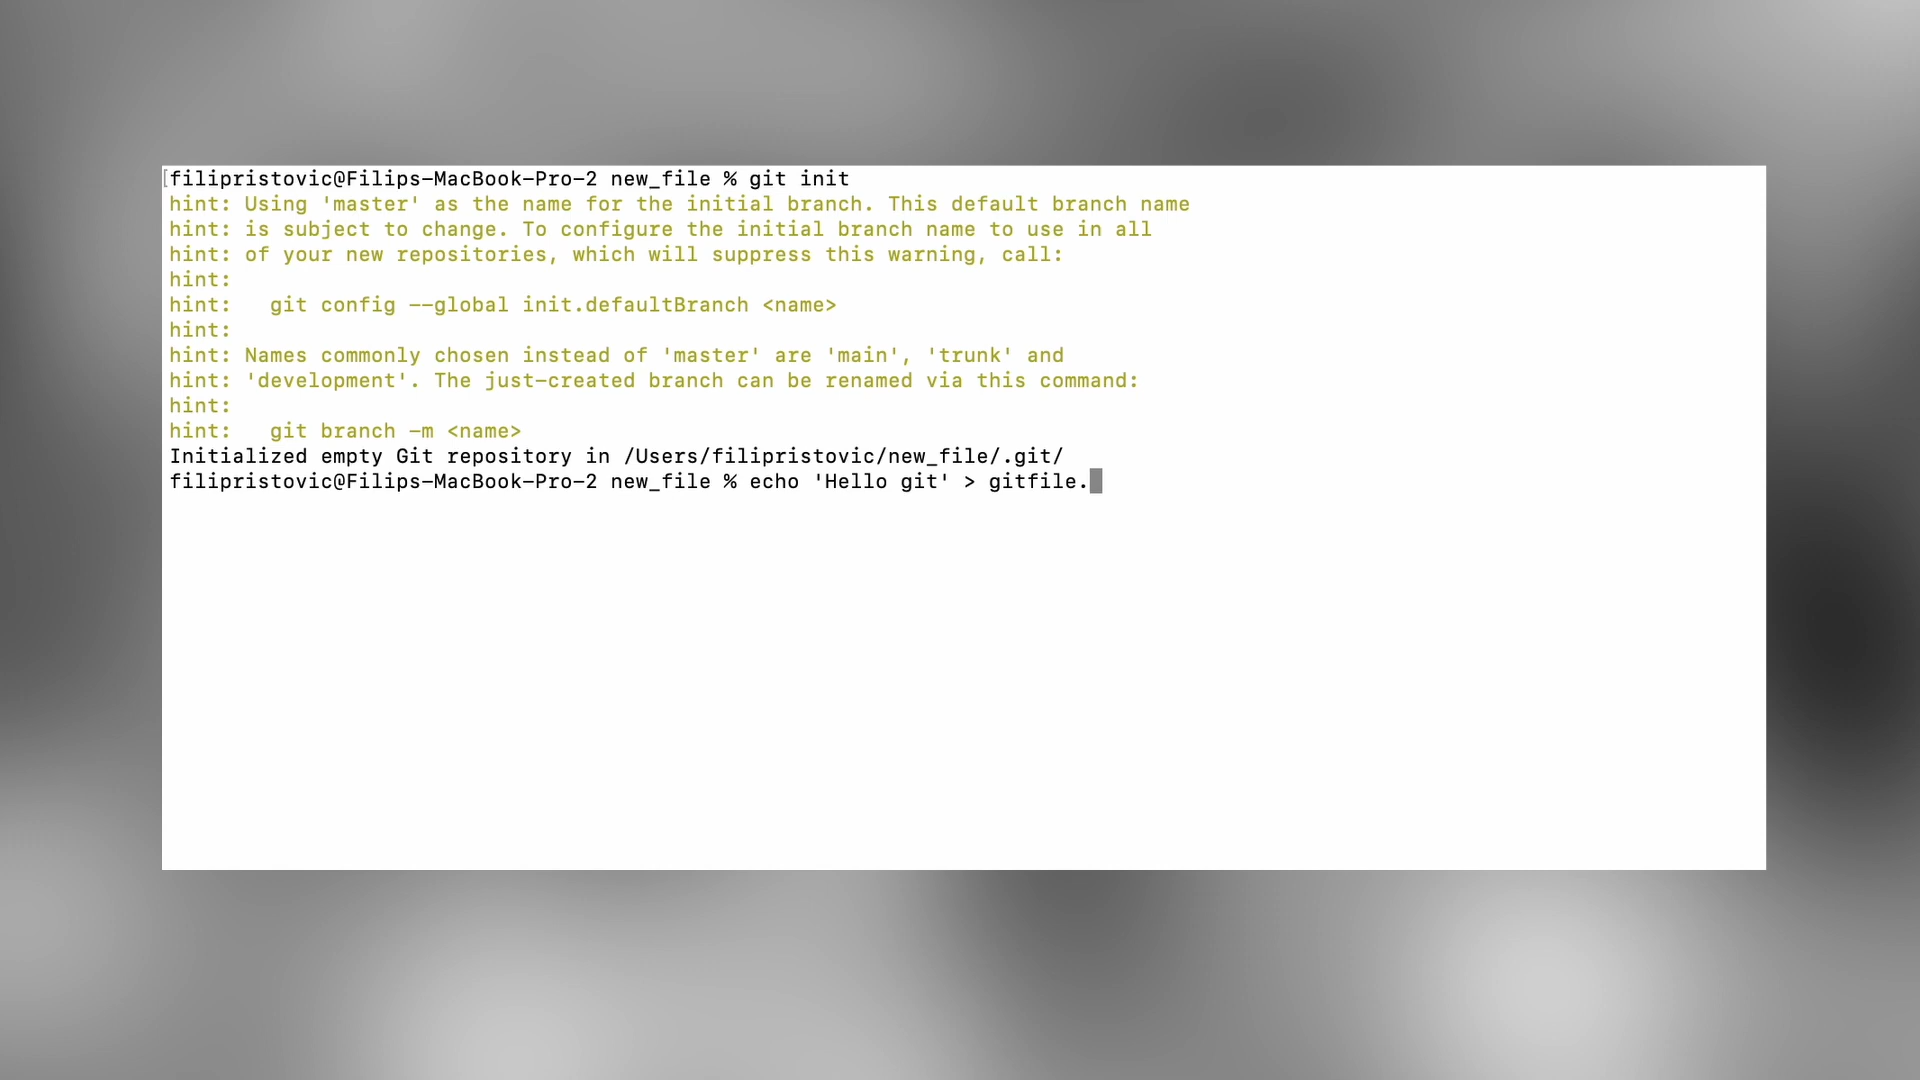 [filipristovic@Filips-MacBook-Pro-2 new_file % git init
hint: Using 'master' as the name for the initial branch. This default branch name
hint: is subject to change. To configure the initial branch name to use in all
hint: of your new repositories, which will suppress this warning, call:
hint:
hint:   git config --global init.defaultBranch <name>
hint:
hint: Names commonly chosen instead of 'master' are 'main', 'trunk' and
hint: 'development'. The just-created branch can be renamed via this command:
hint:
hint:   git branch -m <name>
Initialized empty Git repository in /Users/filipristovic/new_file/.git/
filipristovic@Filips-MacBook-Pro-2 new_file % echo 'Hello git' > gitfile.